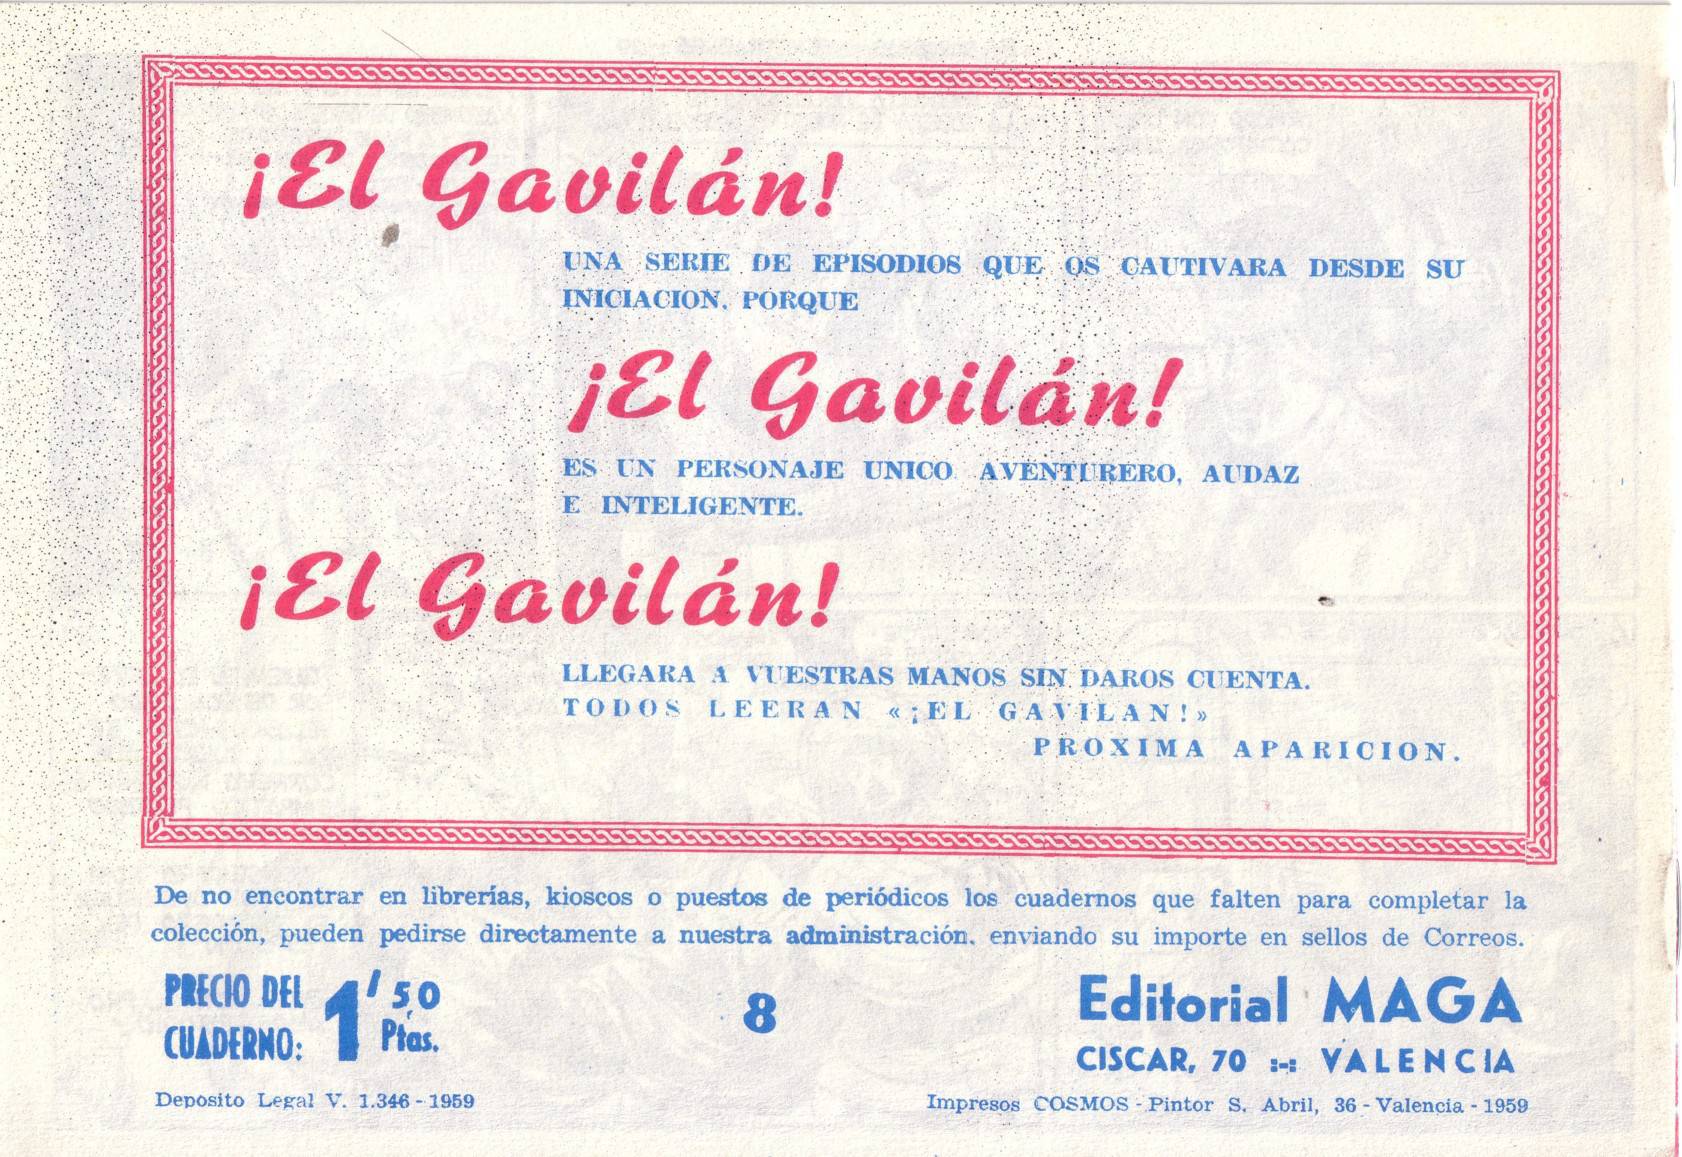 ¡El Gavilán!
UNA SERIE DE EPISODIOS QUE OS CAUTIVARA DESDE SU
INICIACION. PORQUE
¡El Gavilán!
ES UN PERSONAJE UNICO. AVENTURERO, AUDAZ
E INTELIGENTE.
¡El Gavilán!
LLEGARA A VUESTRAS MANOS SIN DAROS CUENTA.
TODOS LEERAN «¡EL GAVILAN!»
PROXIMA APARICION.
De no encontrar en librerías, kioscos o puestos de periódicos los cuadernos que falten para completar la
colección, pueden pedirse directamente a nuestra administración. enviando su importe en sellos de Correos.
PRECIO DEL CUADERNO: 1'50 Ptas.
8
Editorial MAGA
CISCAR, 70 :-: VALENCIA
Deposito Legal V. 1.346 - 1959
Impresos COSMOS - Pintor S. Abril, 36 - Valencia - 1959